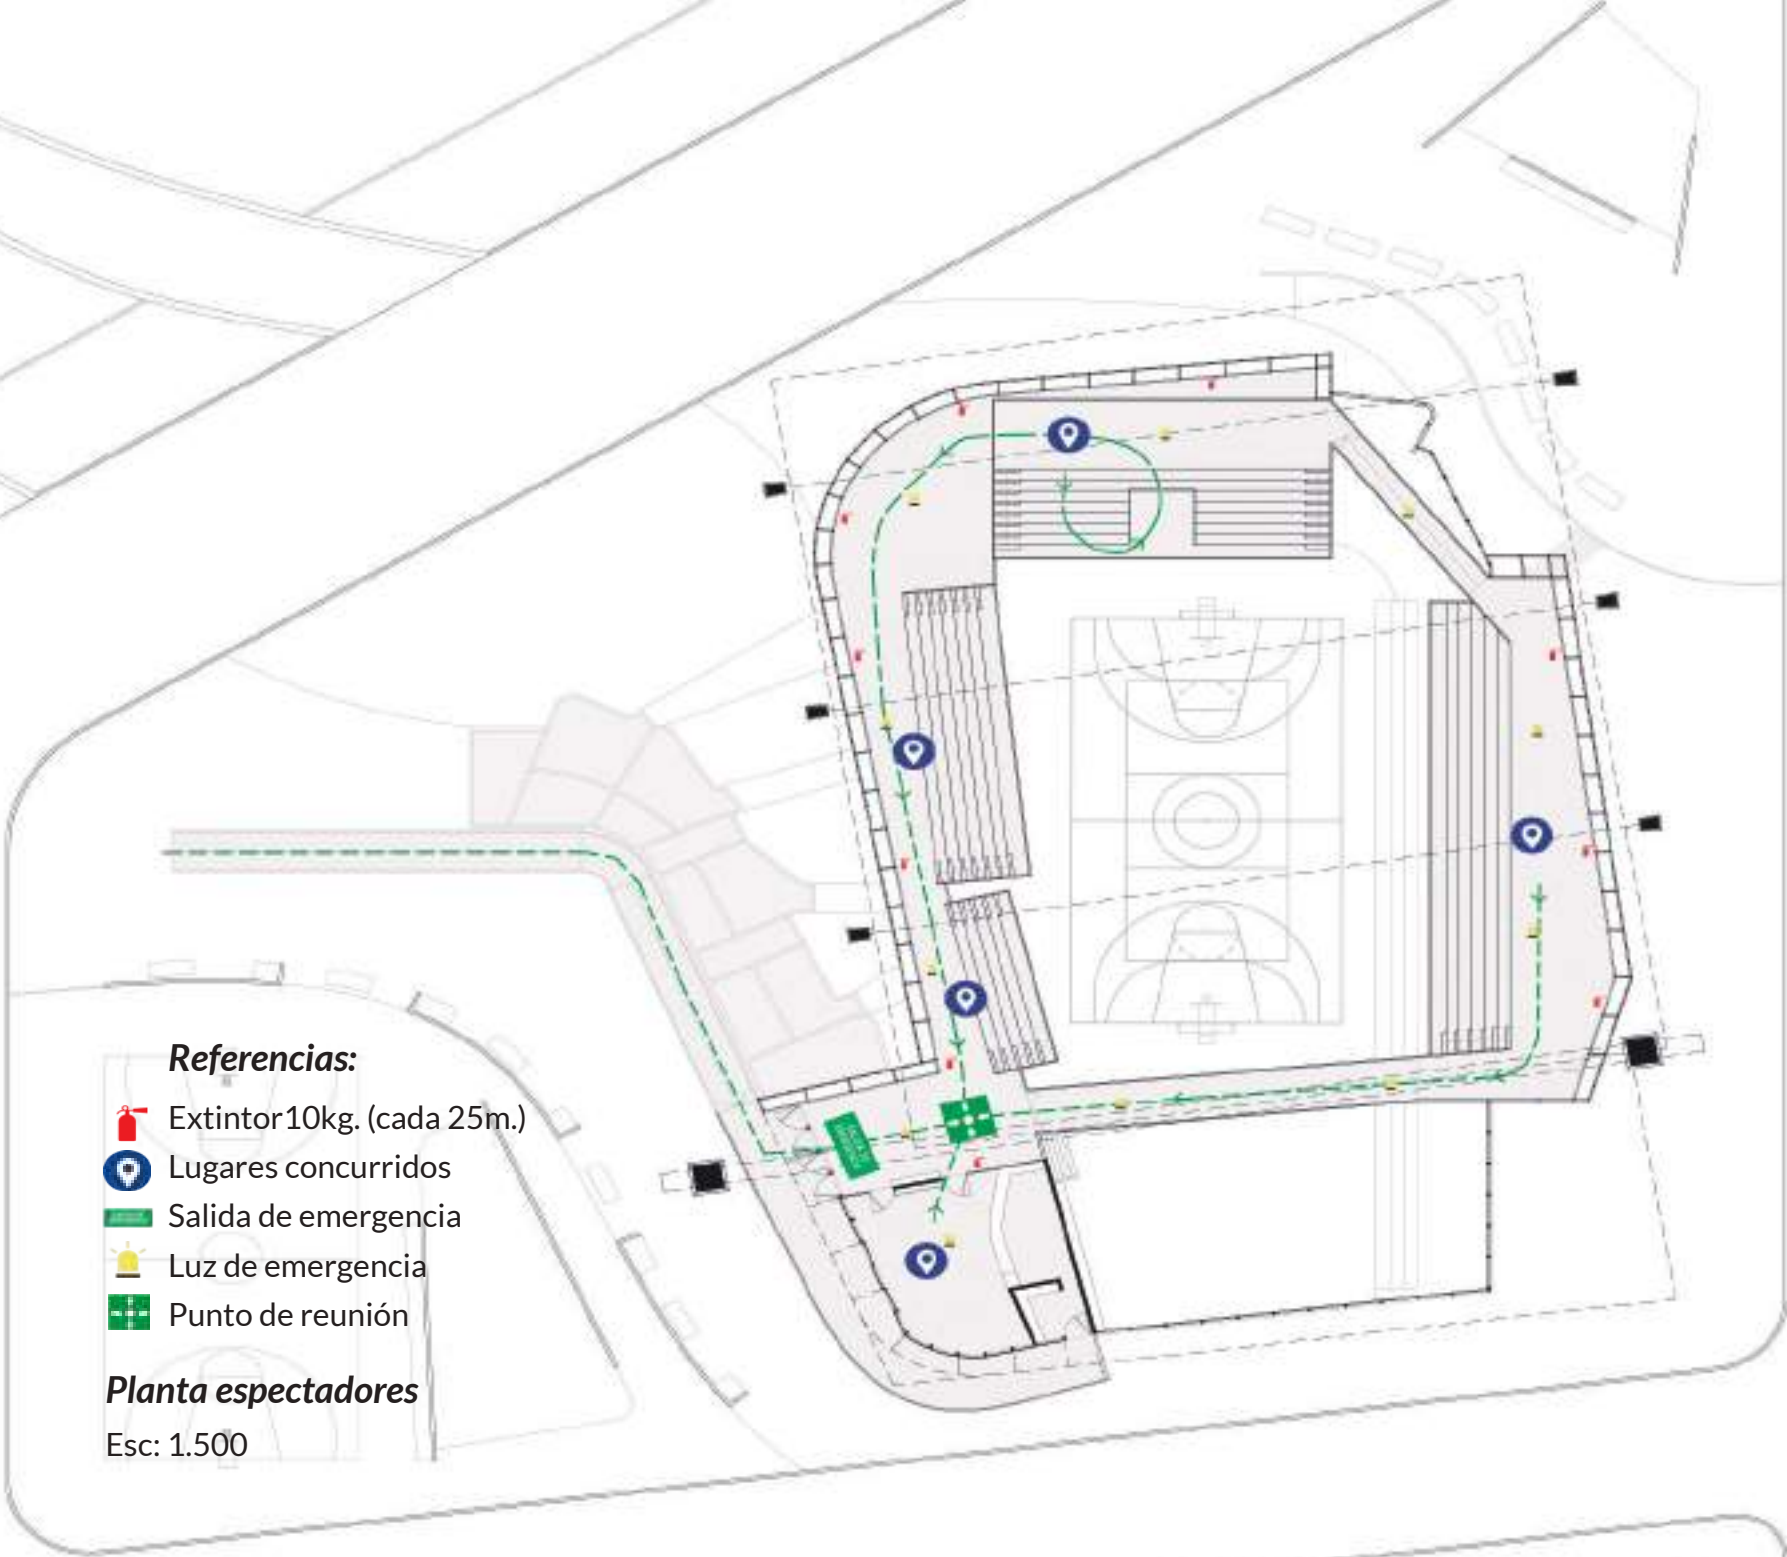 Referencias:
Extintor10kg. (cada 25m.)
Lugares concurridos
Salida de emergencia
Luz de emergencia
Punto de reunión
Planta espectadores
Esc: 1.500